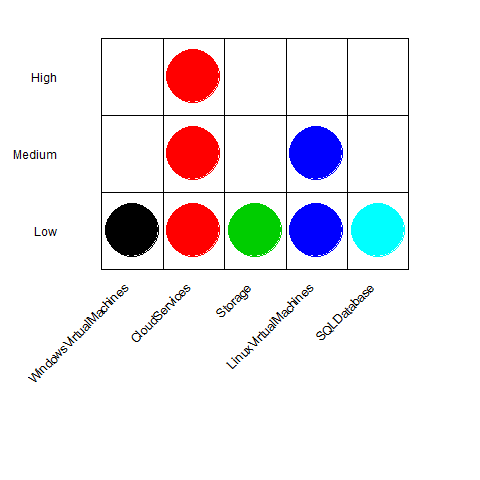 High
Medium
Low
WindowsVirtualMachines
CloudServices
Storage
LinuxVirtualMachines
SQLDatabase